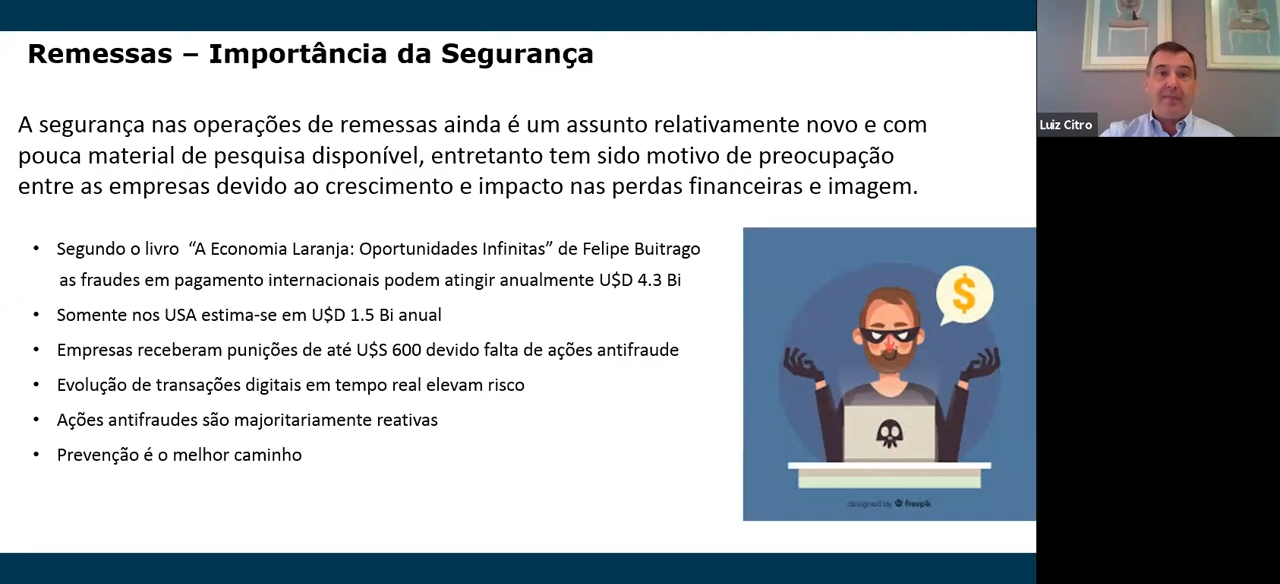 Remessas – Importância da Segurança
A segurança nas operações de remessas ainda é um assunto relativamente novo e com
pouca material de pesquisa disponível, entretanto tem sido motivo de preocupação
entre as empresas devido ao crescimento e impacto nas perdas financeiras e imagem.
• Segundo o livro “A Economia Laranja: Oportunidades Infinitas” de Felipe Buitrago
as fraudes em pagamento internacionais podem atingir anualmente U$D 4.3 Bi
• Somente nos USA estima-se em U$D 1.5 Bi anual
• Empresas receberam punições de até U$S 600 devido falta de ações antifraude
• Evolução de transações digitais em tempo real elevam risco
• Ações antifraudes são majoritariamente reativas
• Prevenção é o melhor caminho
$
designed by freepik
Luiz Citro